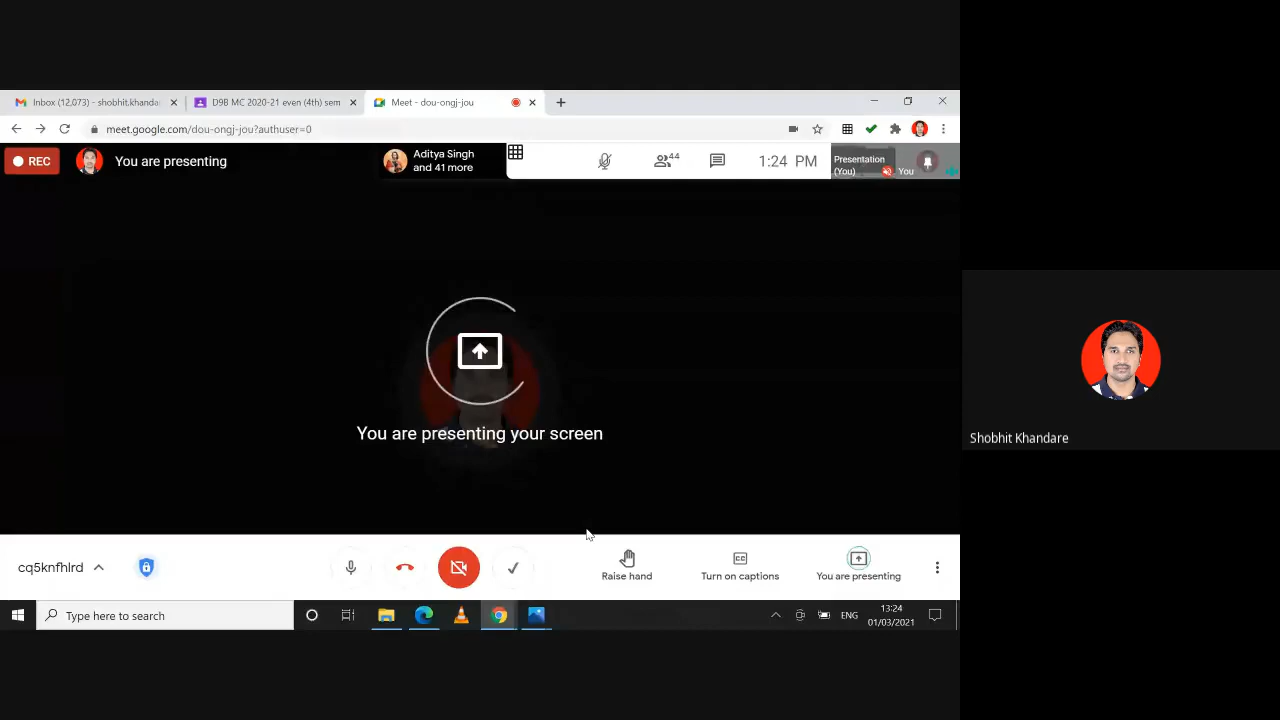 Inbox (12,073) - shobhit.khanda
D9B MC 2020-21 even (4th) sem
Meet - dou-ongj-jou
meet.google.com/dou-ongj-jou?authuser=0
REC
You are presenting
Aditya Singh
and 41 more
44
1:24 PM
Presentation
(You)
You
You are presenting your screen
Shobhit Khandare
cq5knfhlrd
Raise hand
Turn on captions
You are presenting
Type here to search
ENG
13:24
01/03/2021